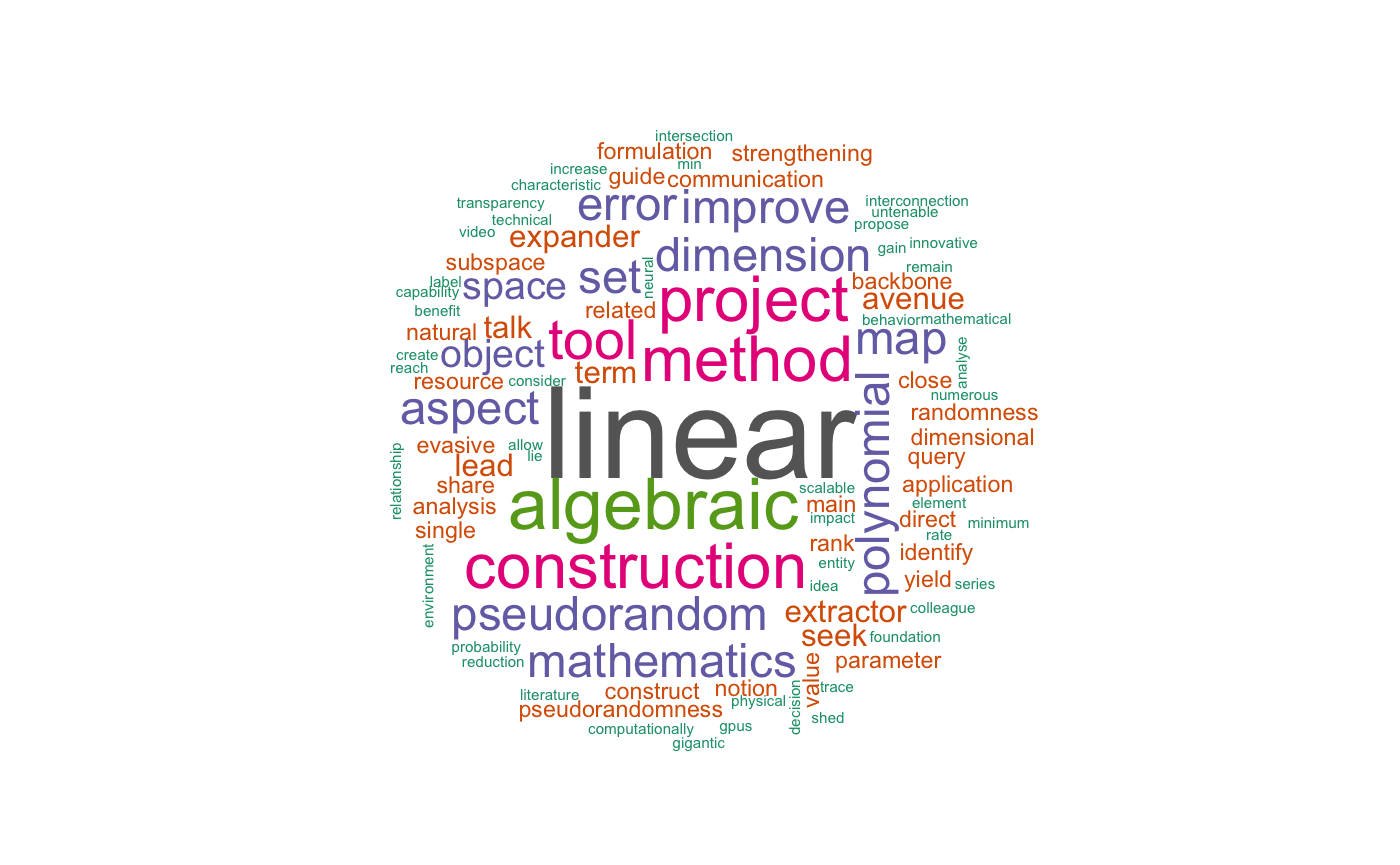 intersection
formulation
strengthening
min
increase
guide
communication
characteristic
transparency
technical
video
error
improve
interconnection
untenable
propose
expander
gain
innovative
subspace
set
dimension
remain
label
capability
space
neural
backbone
benefit
related
project
avenue
natural
talk
tool
behavior
mathematical
create
reach
object
method
map
analyse
resource
consider
term
close
numerous
aspect
linear
polynomial
randomness
evasive
allow
lie
dimensional
query
lead
relationship
share
scalable
application
analysis
algebraic
main
element
single
impact
direct
minimum
rate
rank
identify
construction
entity
environment
idea
yield
series
pseudorandom
extractor
colleague
seek
foundation
probability
reduction
mathematics
parameter
value
literature
construct
notion
trace
pseudorandomness
physical
decision
shed
computationally
gpus
gigantic